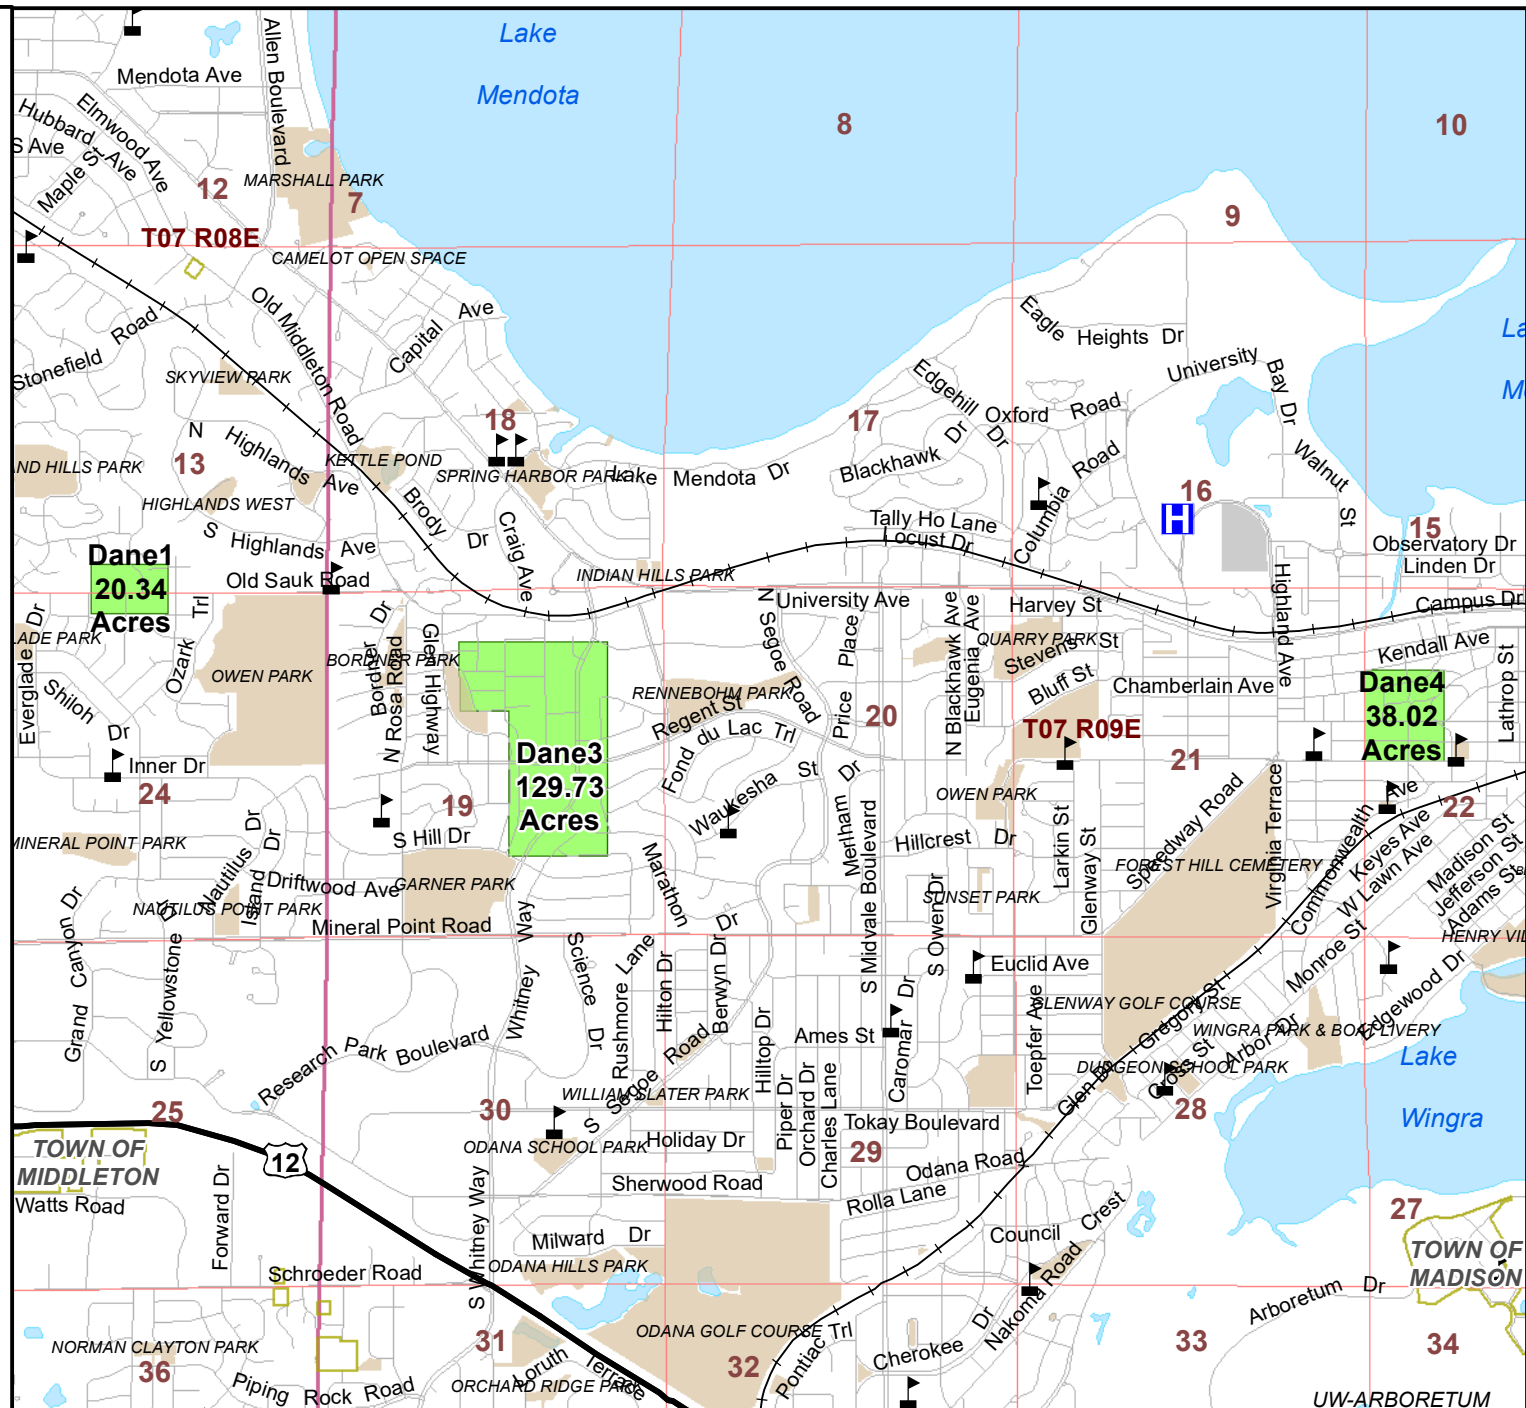 Lake
Mendota
8
10
Allen Boulevard
Mendota Ave
Elmwood Ave
Hubbard Ave
S Ave
Maple St
12
MARSHALL PARK
7
9
T07 R08E
CAMELOT OPEN SPACE
Old Middleton Road
Capital Ave
Stonefield Road
Eagle Heights Dr
University Bay Dr
SKYVIEW PARK
Edgehill Dr
Oxford Road
18
17
N Highlands Ave
13
KETTLE POND
SPRING HARBOR PARK
Lake Mendota Dr
Blackhawk Dr
Columbia Road
Walnut St
AND HILLS PARK
HIGHLANDS WEST
16
H
15
Brody Dr
Craig Ave
Tally Ho Lane
Locust Dr
S Highlands Ave
Observatory Dr
Linden Dr
Dane1
20.34
Acres
Old Sauk Road
INDIAN HILLS PARK
University Ave
Harvey St
Highland Ave
Campus Dr
Everglade Dr
LADE PARK
Ozark Trl
Bordner Dr
N Rosa Road
Glen Highway
BORDNER PARK
N Segoe Road
Price Place
N Blackhawk Ave
Eugenia Ave
QUARRY PARK
Stevens St
Kendall Ave
OWEN PARK
Shiloh Dr
RENNEBOHM PARK
Regent St
Bluff St
Chamberlain Ave
Dane4
38.02
Acres
Lathrop St
Fond du Lac Trl
20
T07 R09E
Dane3
129.73
Acres
Inner Dr
24
Waukesha St
Merlham Dr
21
19
S Hill Dr
OWEN PARK
Speedway Road
Virginia Terrace
Commonwealth Ave
22
MINERAL POINT PARK
Nautilus Dr
Island Dr
Hillcrest Dr
Larkin St
Glenway St
FOREST HILL CEMETERY
Keyes Ave
W Lawn Ave
Madison St
Jefferson St
Adams St
Driftwood Ave
GARNER PARK
Marathon Dr
S Midvale Boulevard
SUNSET PARK
NAUTILUS POINT PARK
Mineral Point Road
S Owen Dr
Grand Canyon Dr
S Yellowstone Dr
S Whitney Way
Science Dr
Rushmore Lane
Hilton Dr
Berwyn Dr
Euclid Ave
Monroe St
HENRY VIL
Edgewood Dr
GLENWAY GOLF COURSE
Gregory St
WINGRA PARK & BOAT LIVERY
Research Park Boulevard
S Segoe Road
Hilltop Dr
Ames St
Caromar Dr
Toepfer Ave
Arbor Dr
Cross St
Lake
Wingra
DUDGEON SCHOOL PARK
25
30
WILLIAM SLATER PARK
Piper Dr
Orchard Dr
Charles Lane
28
TOWN OF
MIDDLETON
12
ODANA SCHOOL PARK
Holiday Dr
Tokay Boulevard
29
Odana Road
Sherwood Road
Rolla Lane
Watts Road
Forward Dr
S Whitney Way
Milward Dr
Council Crest
27
TOWN OF
MADISON
Schroeder Road
ODANA HILLS PARK
Nakoma Road
Arboretum Dr
NORMAN CLAYTON PARK
36
31
ODANA GOLF COURSE
32
Pontiac Trl
Cherokee Dr
33
34
Piping Rock Road
Loruth Terrace
ORCHARD RIDGE PARK
UW-ARBORETUM